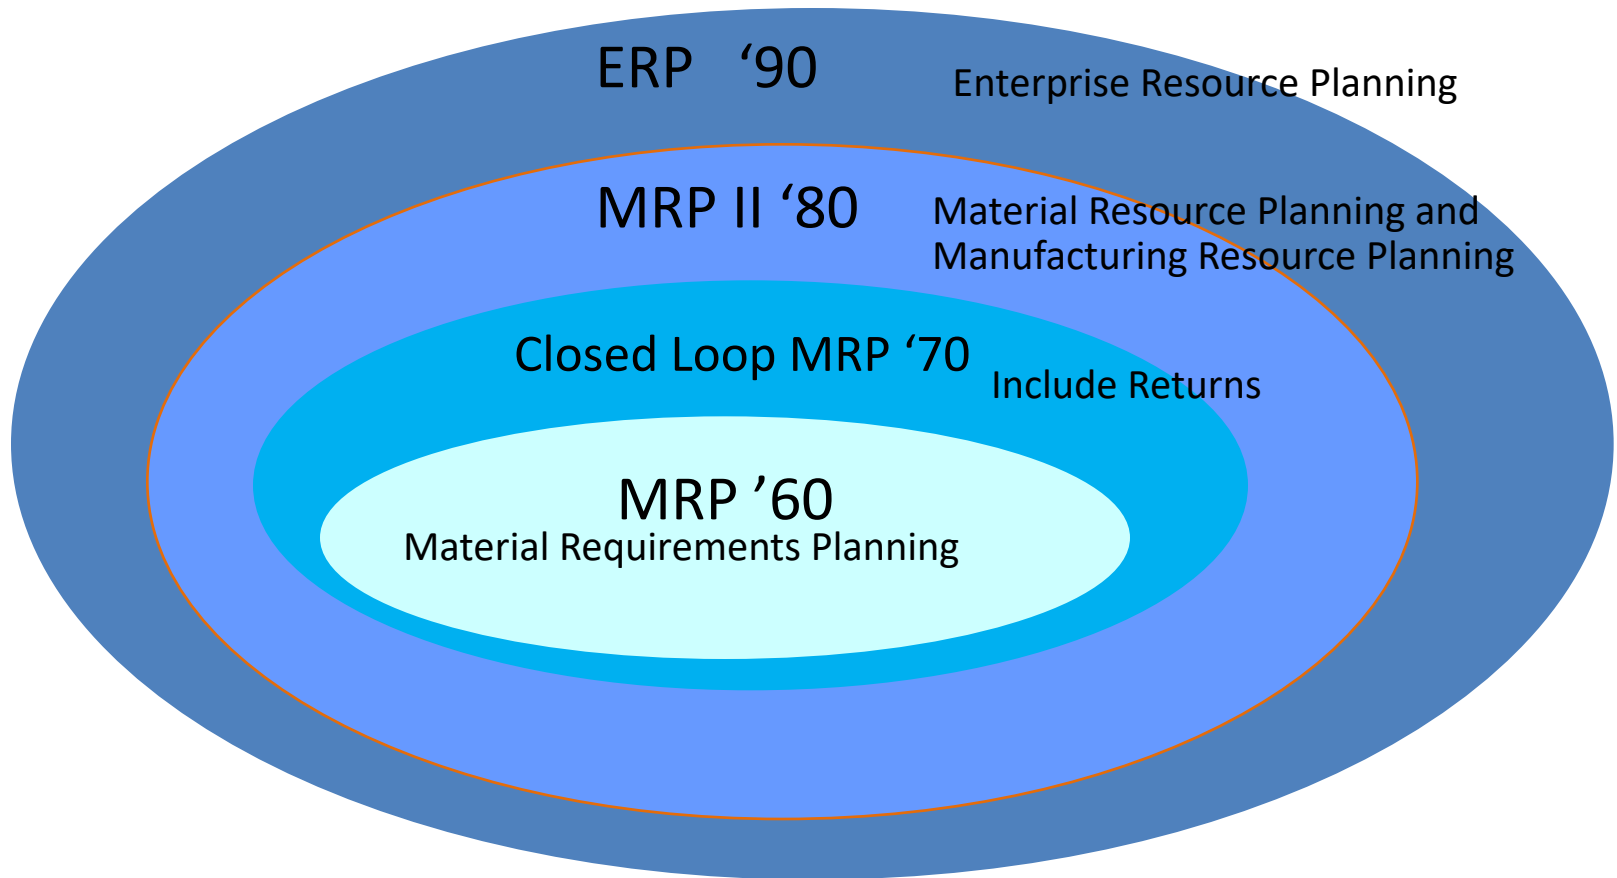 ERP ‘90
Enterprise Resource Planning
MRP II ‘80
Material Resource Planning and
Manufacturing Resource Planning
Closed Loop MRP ‘70
Include Returns
MRP ’60
Material Requirements Planning